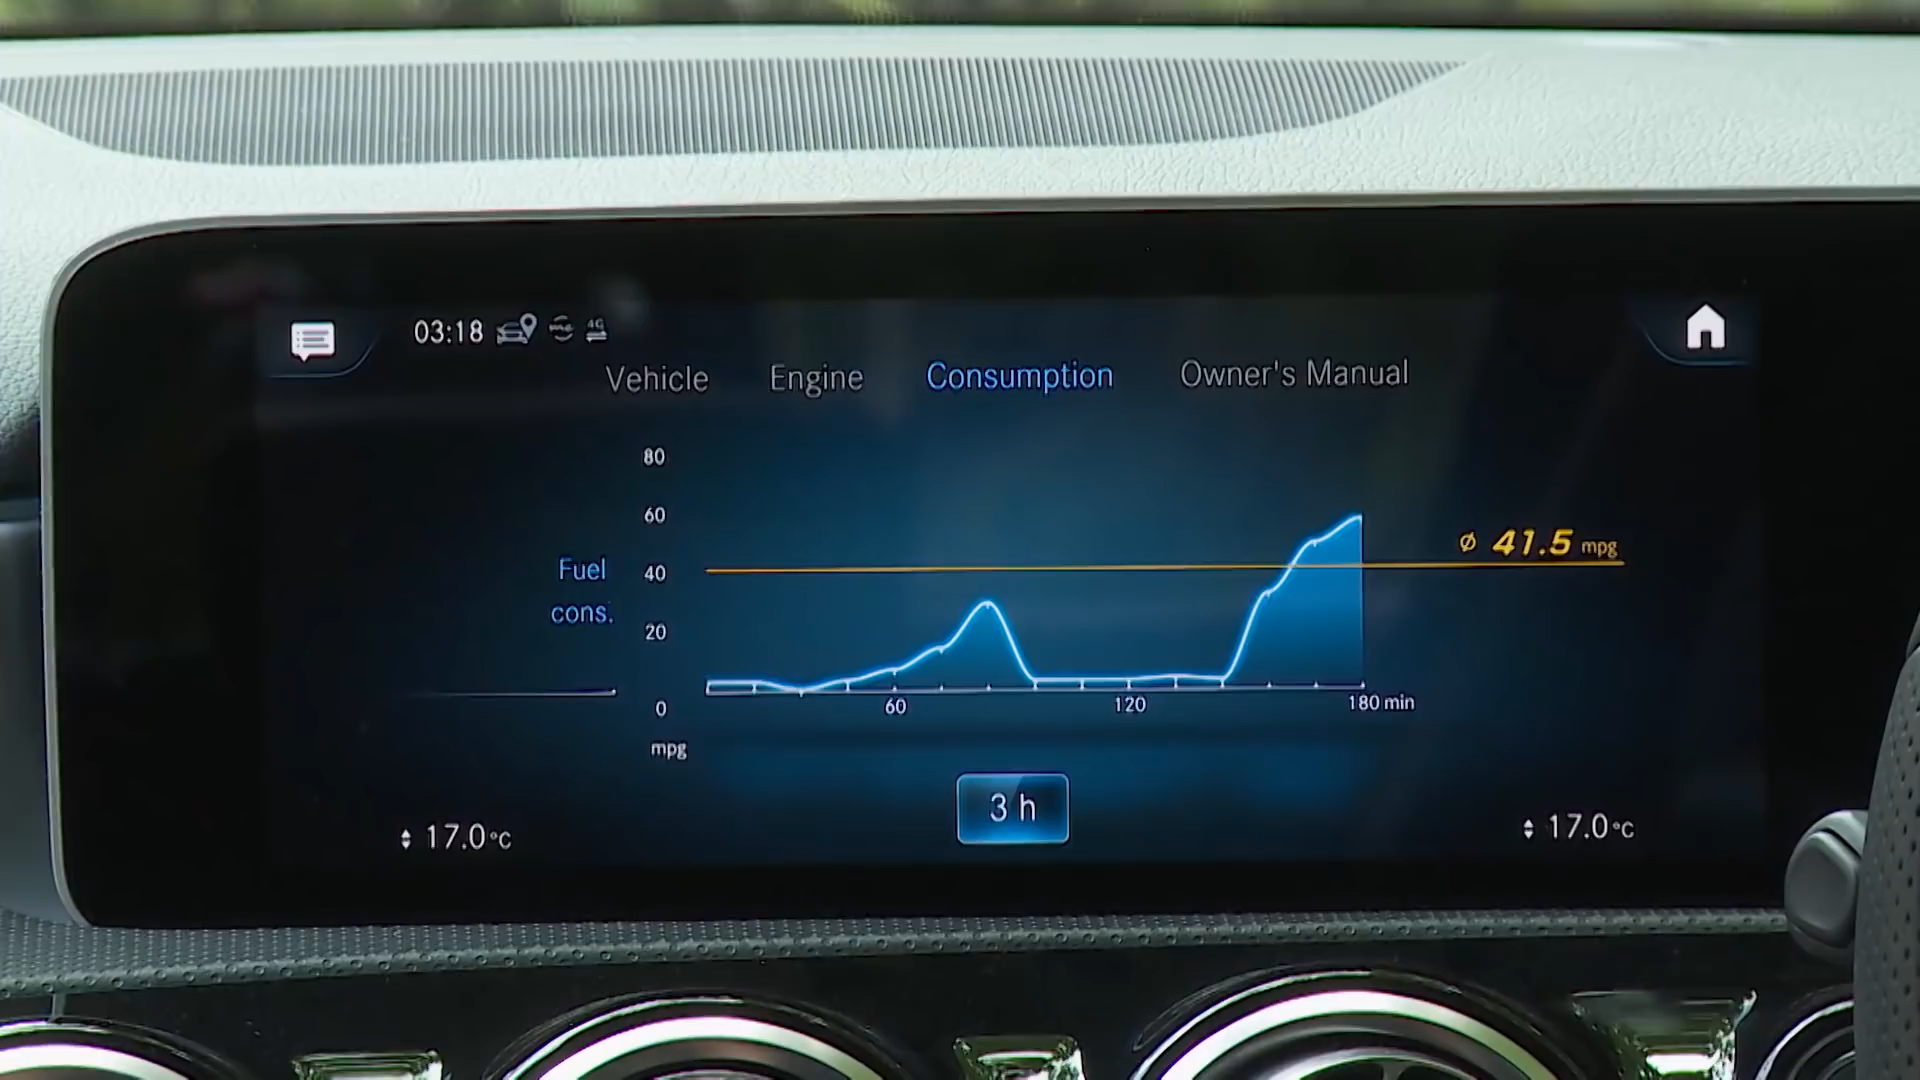 03:18 4G
Vehicle Engine Consumption Owner's Manual
80
60
Ø 41.5 mpg
Fuel
cons.
40
20
0
60 120 180 min
mpg
3 h
17.0°C 17.0°C